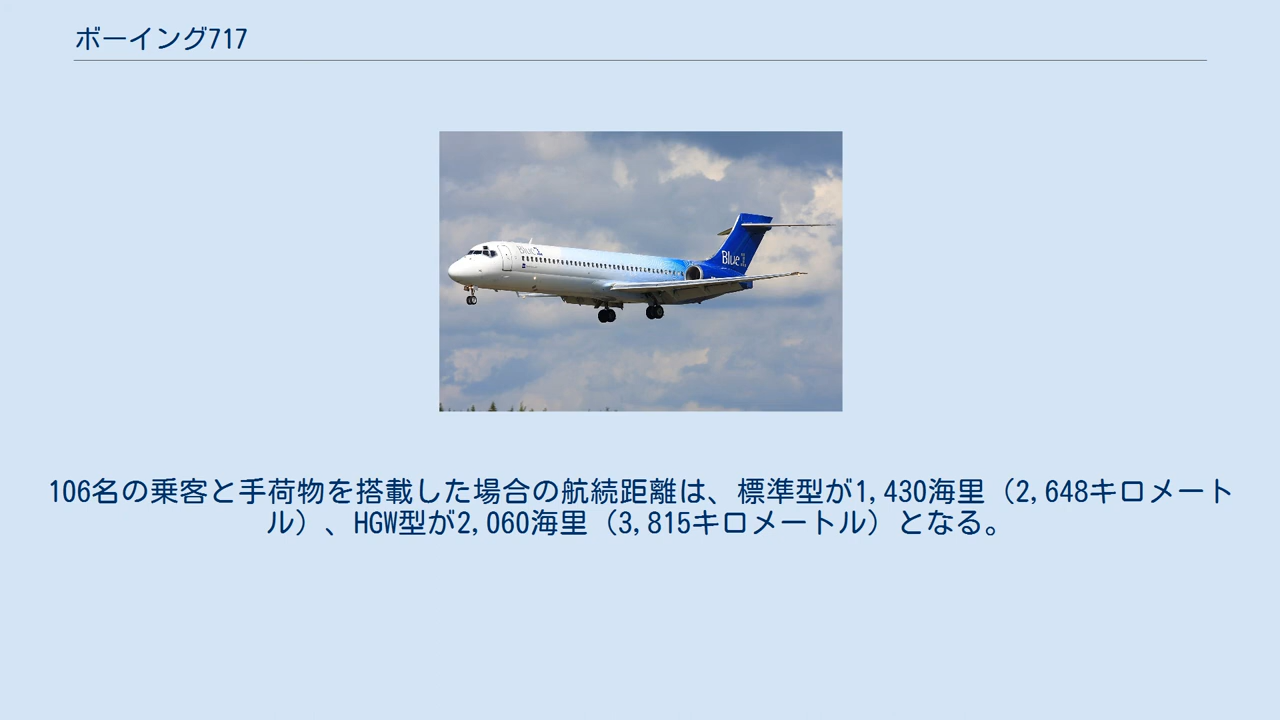 ボーイング717
Blue1
Blue1
106名の乗客と手荷物を搭載した場合の航続距離は、標準型が1,430海里（2,648キロメート
ル）、HGW型が2,060海里（3,815キロメートル）となる。